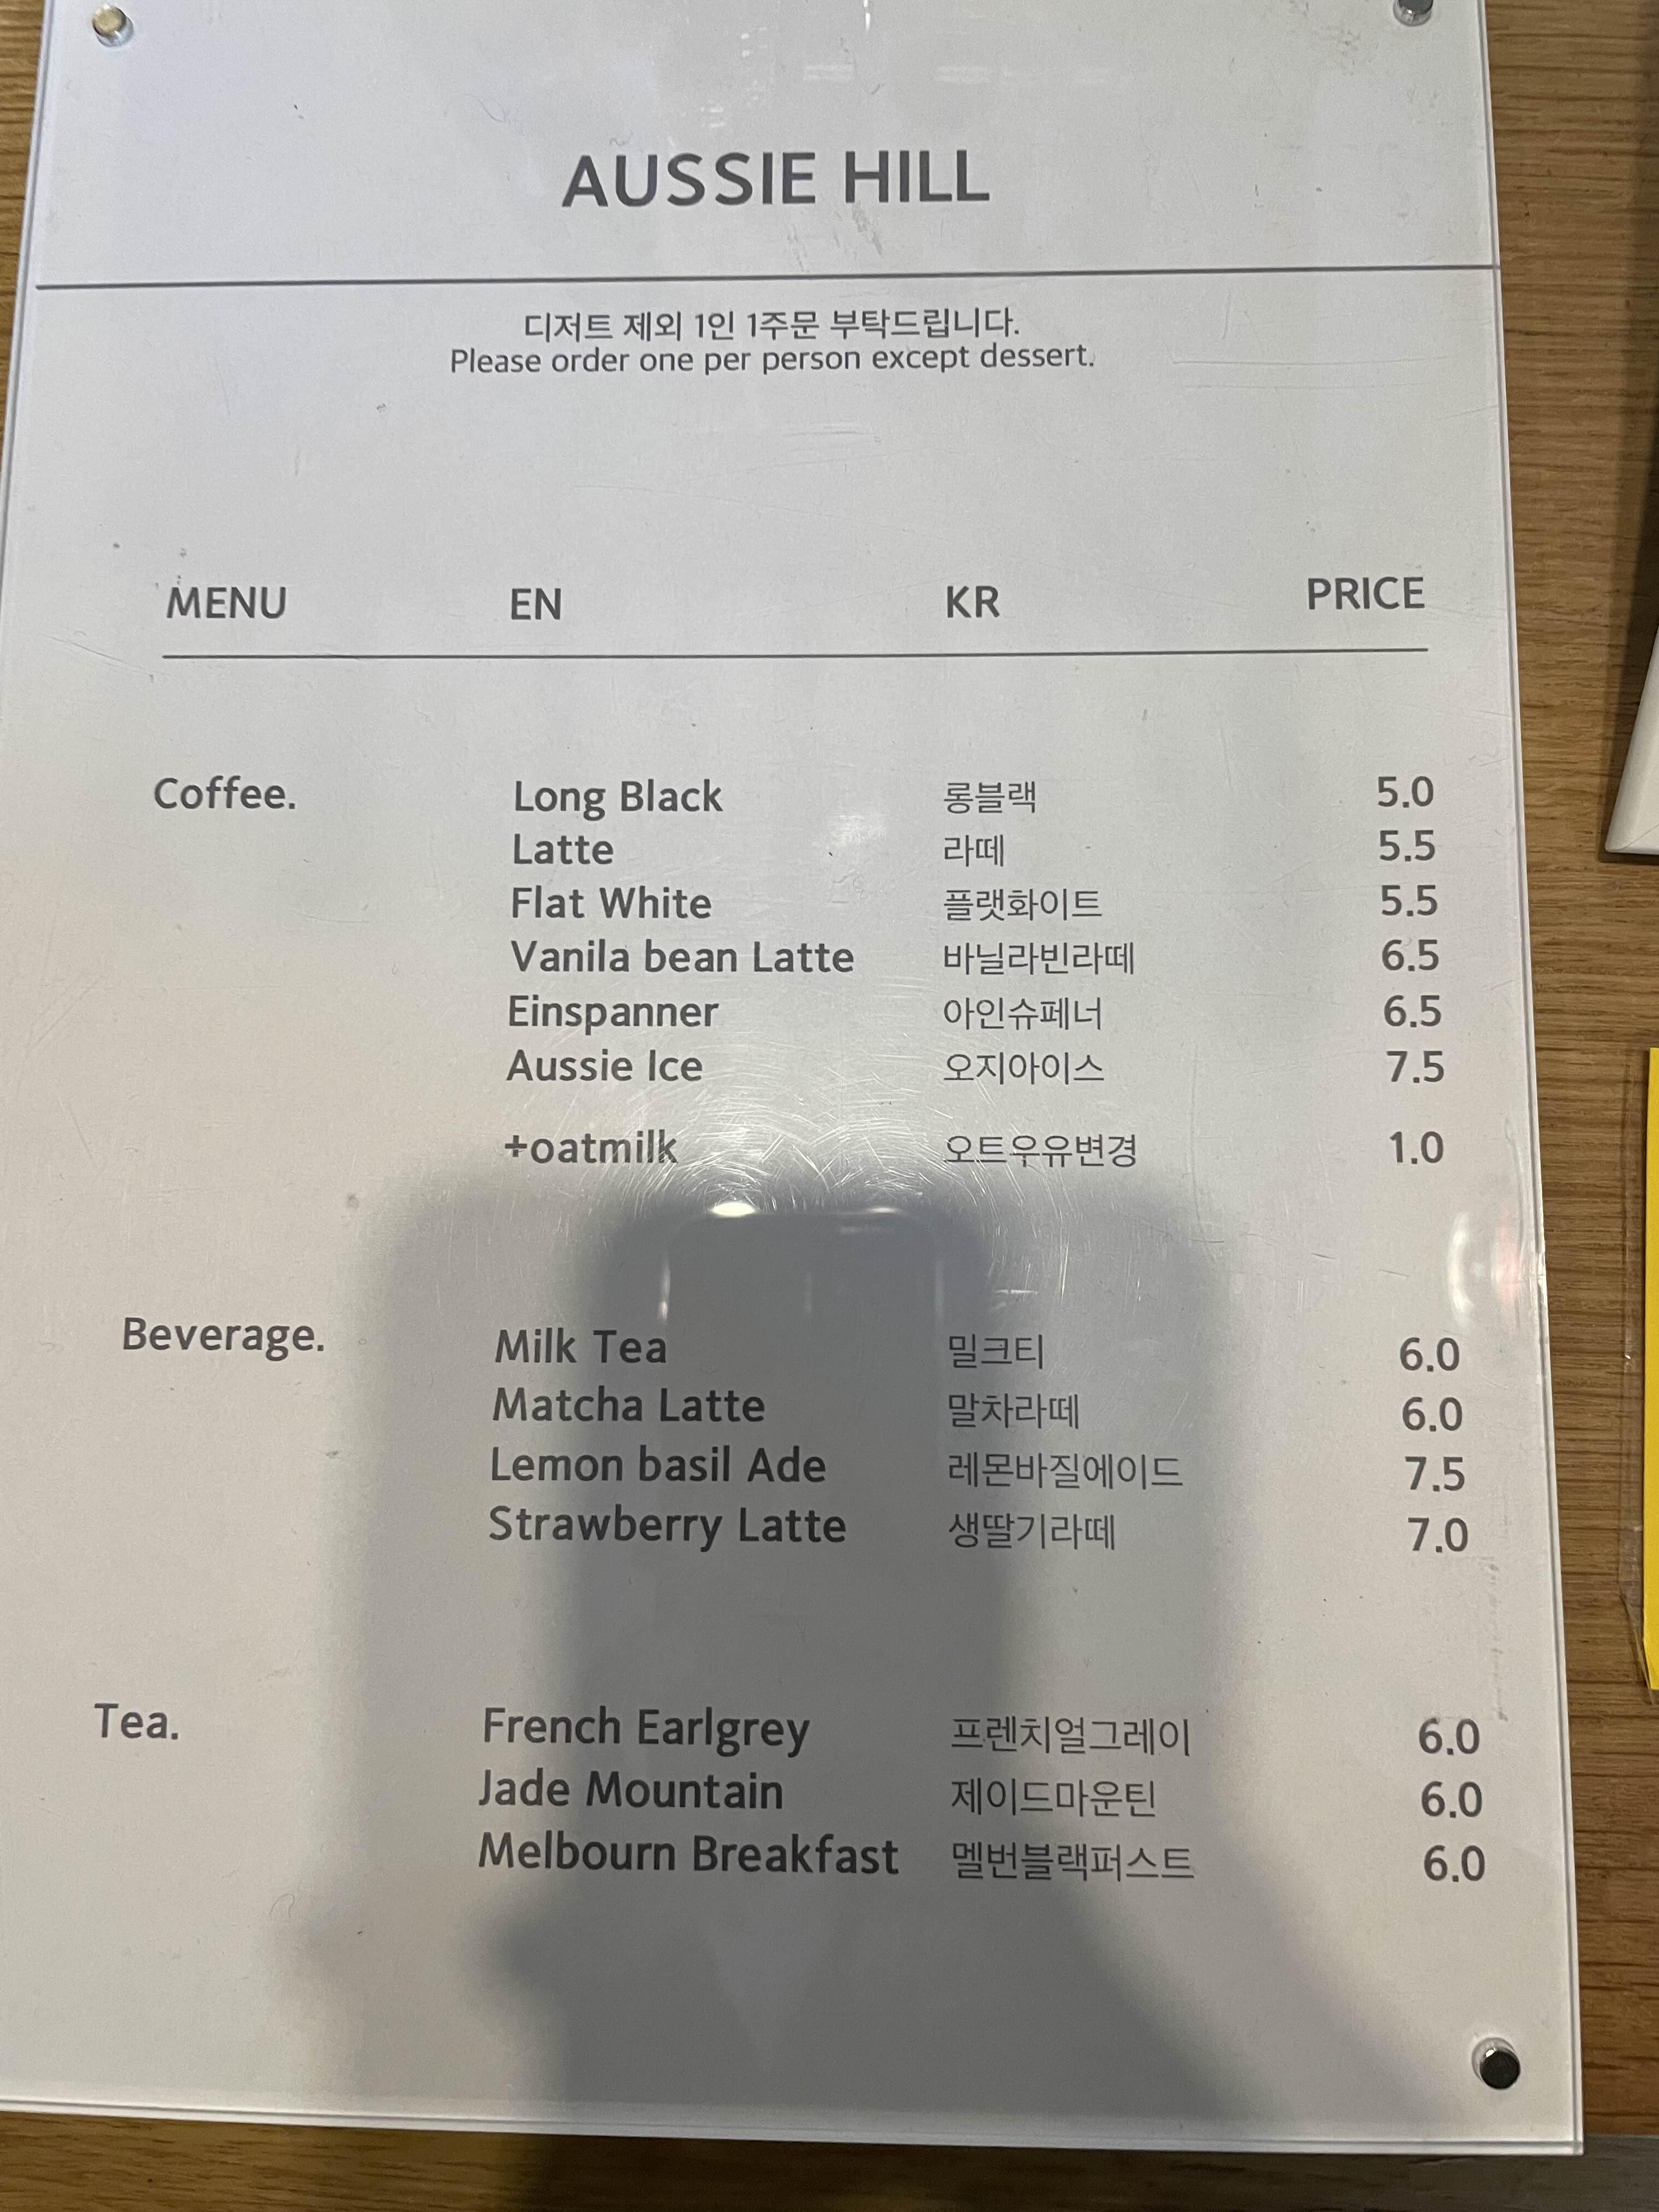 AUSSIE HILL
디저트 제외 1인 1주문 부탁드립니다.
Please order one per person except dessert.
MENU EN KR PRICE
Coffee. Long Black 롱블랙 5.0
Latte 라떼 5.5
Flat White 플랫화이트 5.5
Vanila bean Latte 바닐라빈라떼 6.5
Einspanner 아인슈페너 6.5
Aussie Ice 오지아이스 7.5
+oatmilk 오트우유변경 1.0
Beverage. Milk Tea 밀크티 6.0
Matcha Latte 말차라떼 6.0
Lemon basil Ade 레몬바질에이드 7.5
Strawberry Latte 생딸기라떼 7.0
Tea. French Earlgrey 프렌치얼그레이 6.0
Jade Mountain 제이드마운틴 6.0
Melbourn Breakfast 멜번블랙퍼스트 6.0